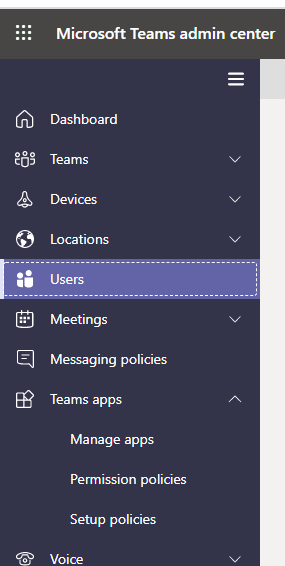 Microsoft Teams admin center
Dashboard
Teams
Devices
Locations
Users
Meetings
Messaging policies
Teams apps
Manage apps
Permission policies
Setup policies
Voice